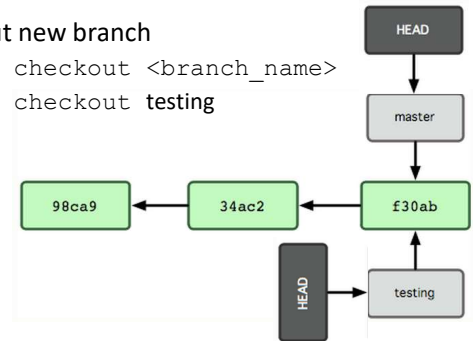 new branch
checkout <branch_name>
checkout testing
HEAD
master
98ca9
34ac2
f30ab
HEAD
testing